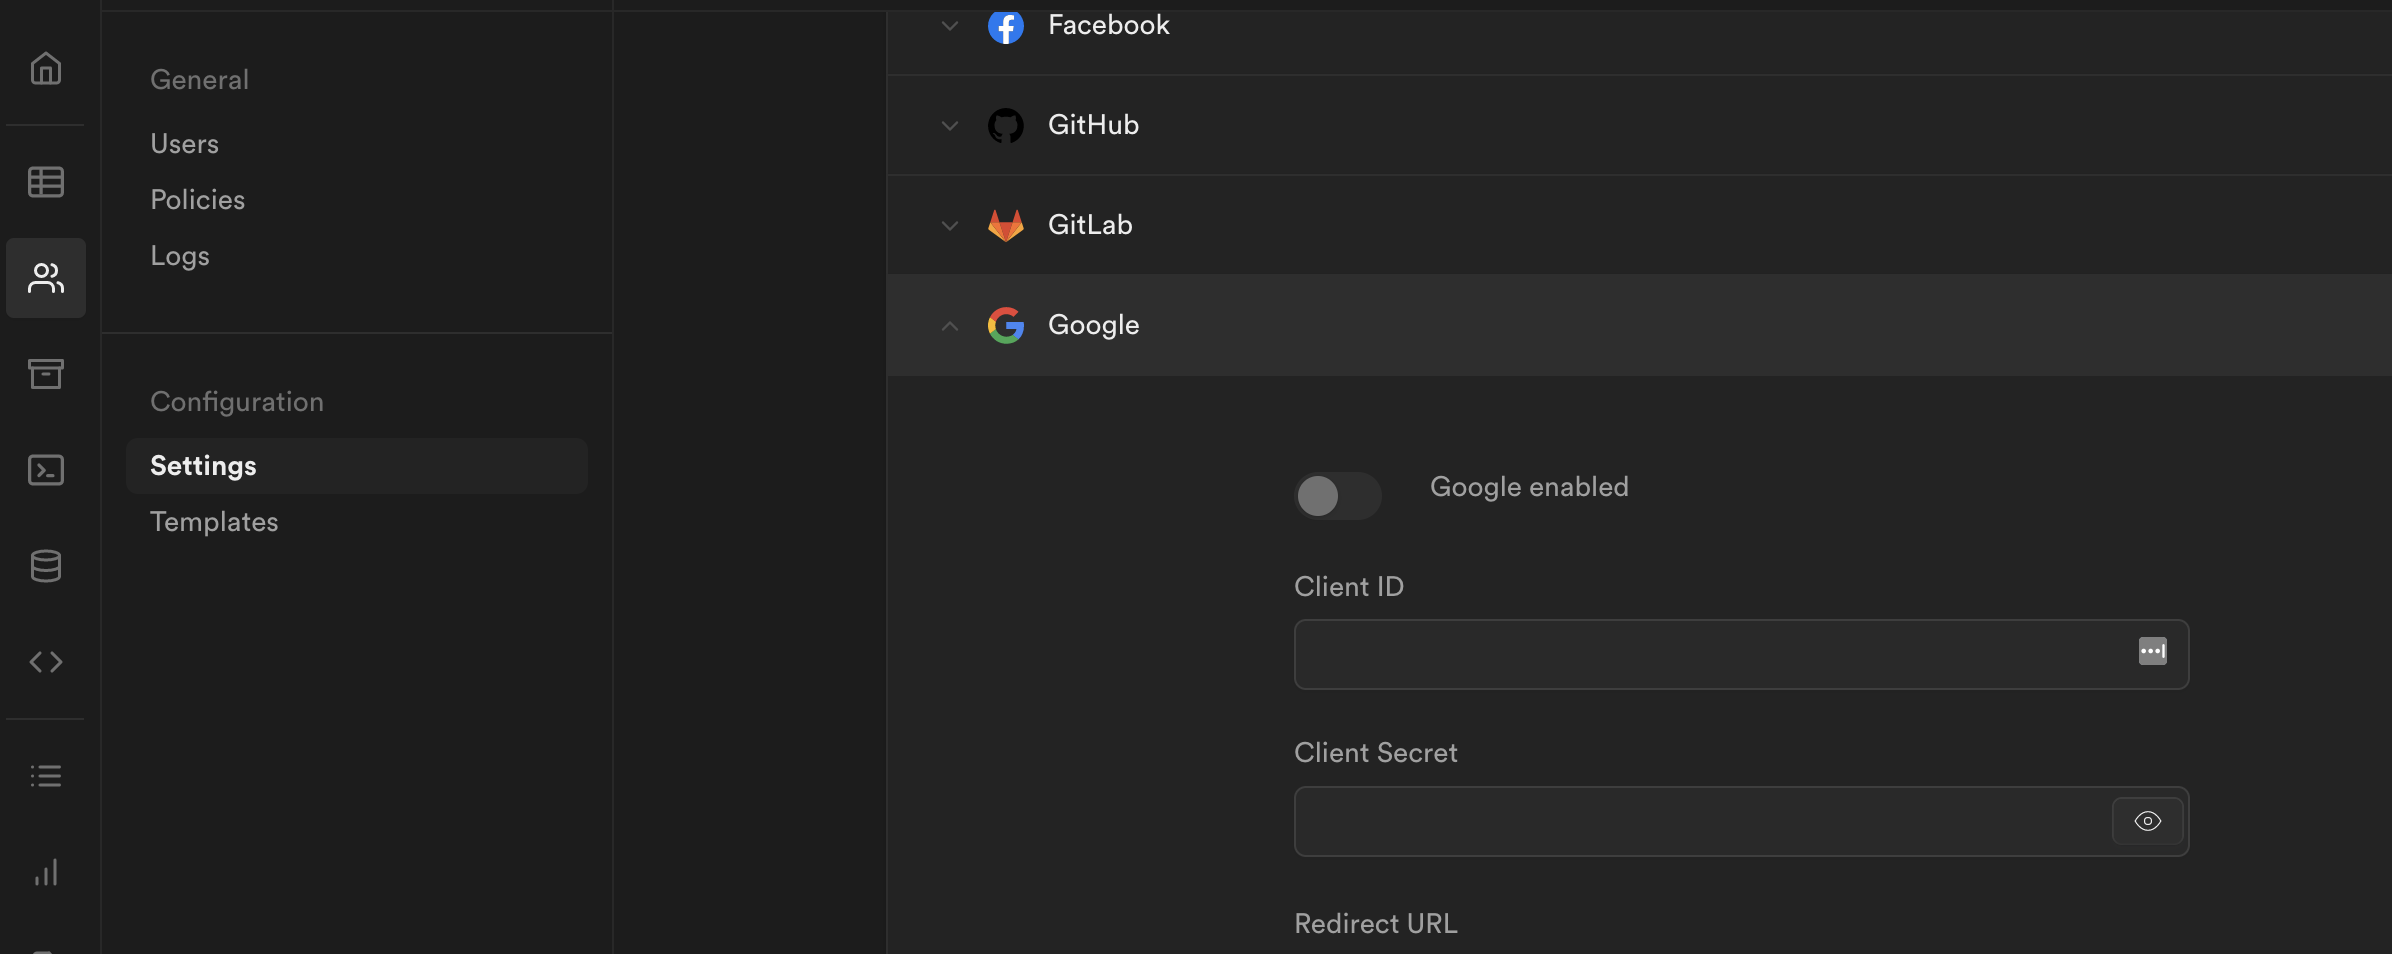 General
Users
Policies
Logs
Configuration
Settings
Templates
Facebook
GitHub
GitLab
Google
Google enabled
Client ID
Client Secret
Redirect URL